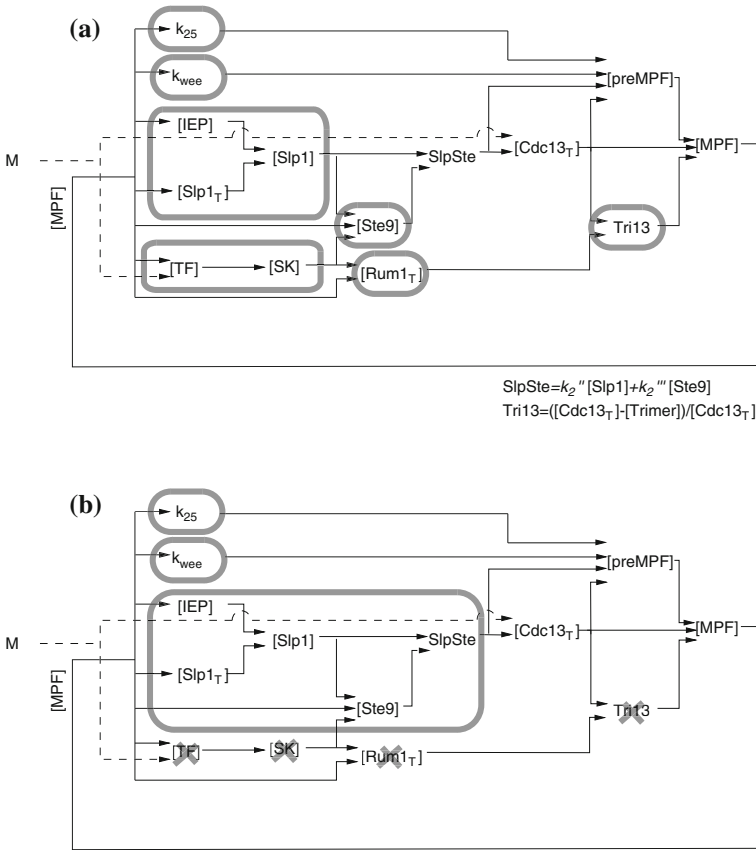 (a)
k25
kwee
[preMPF]
[IEP]
[Slp1]
SlpSte
[Cdc13T]
[MPF]
M
[Slp1T]
[MPF]
[Ste9]
Tri13
[TF]
[SK]
[Rum1T]
SlpSte=k2''[Slp1]+k2'''[Ste9]
Tri13=([Cdc13T]-[Trimer])/[Cdc13T]
(b)
k25
kwee
[preMPF]
[IEP]
[Slp1]
SlpSte
[Cdc13T]
[MPF]
M
[Slp1T]
[MPF]
[Ste9]
Tri13
[TF]
[SK]
[Rum1T]